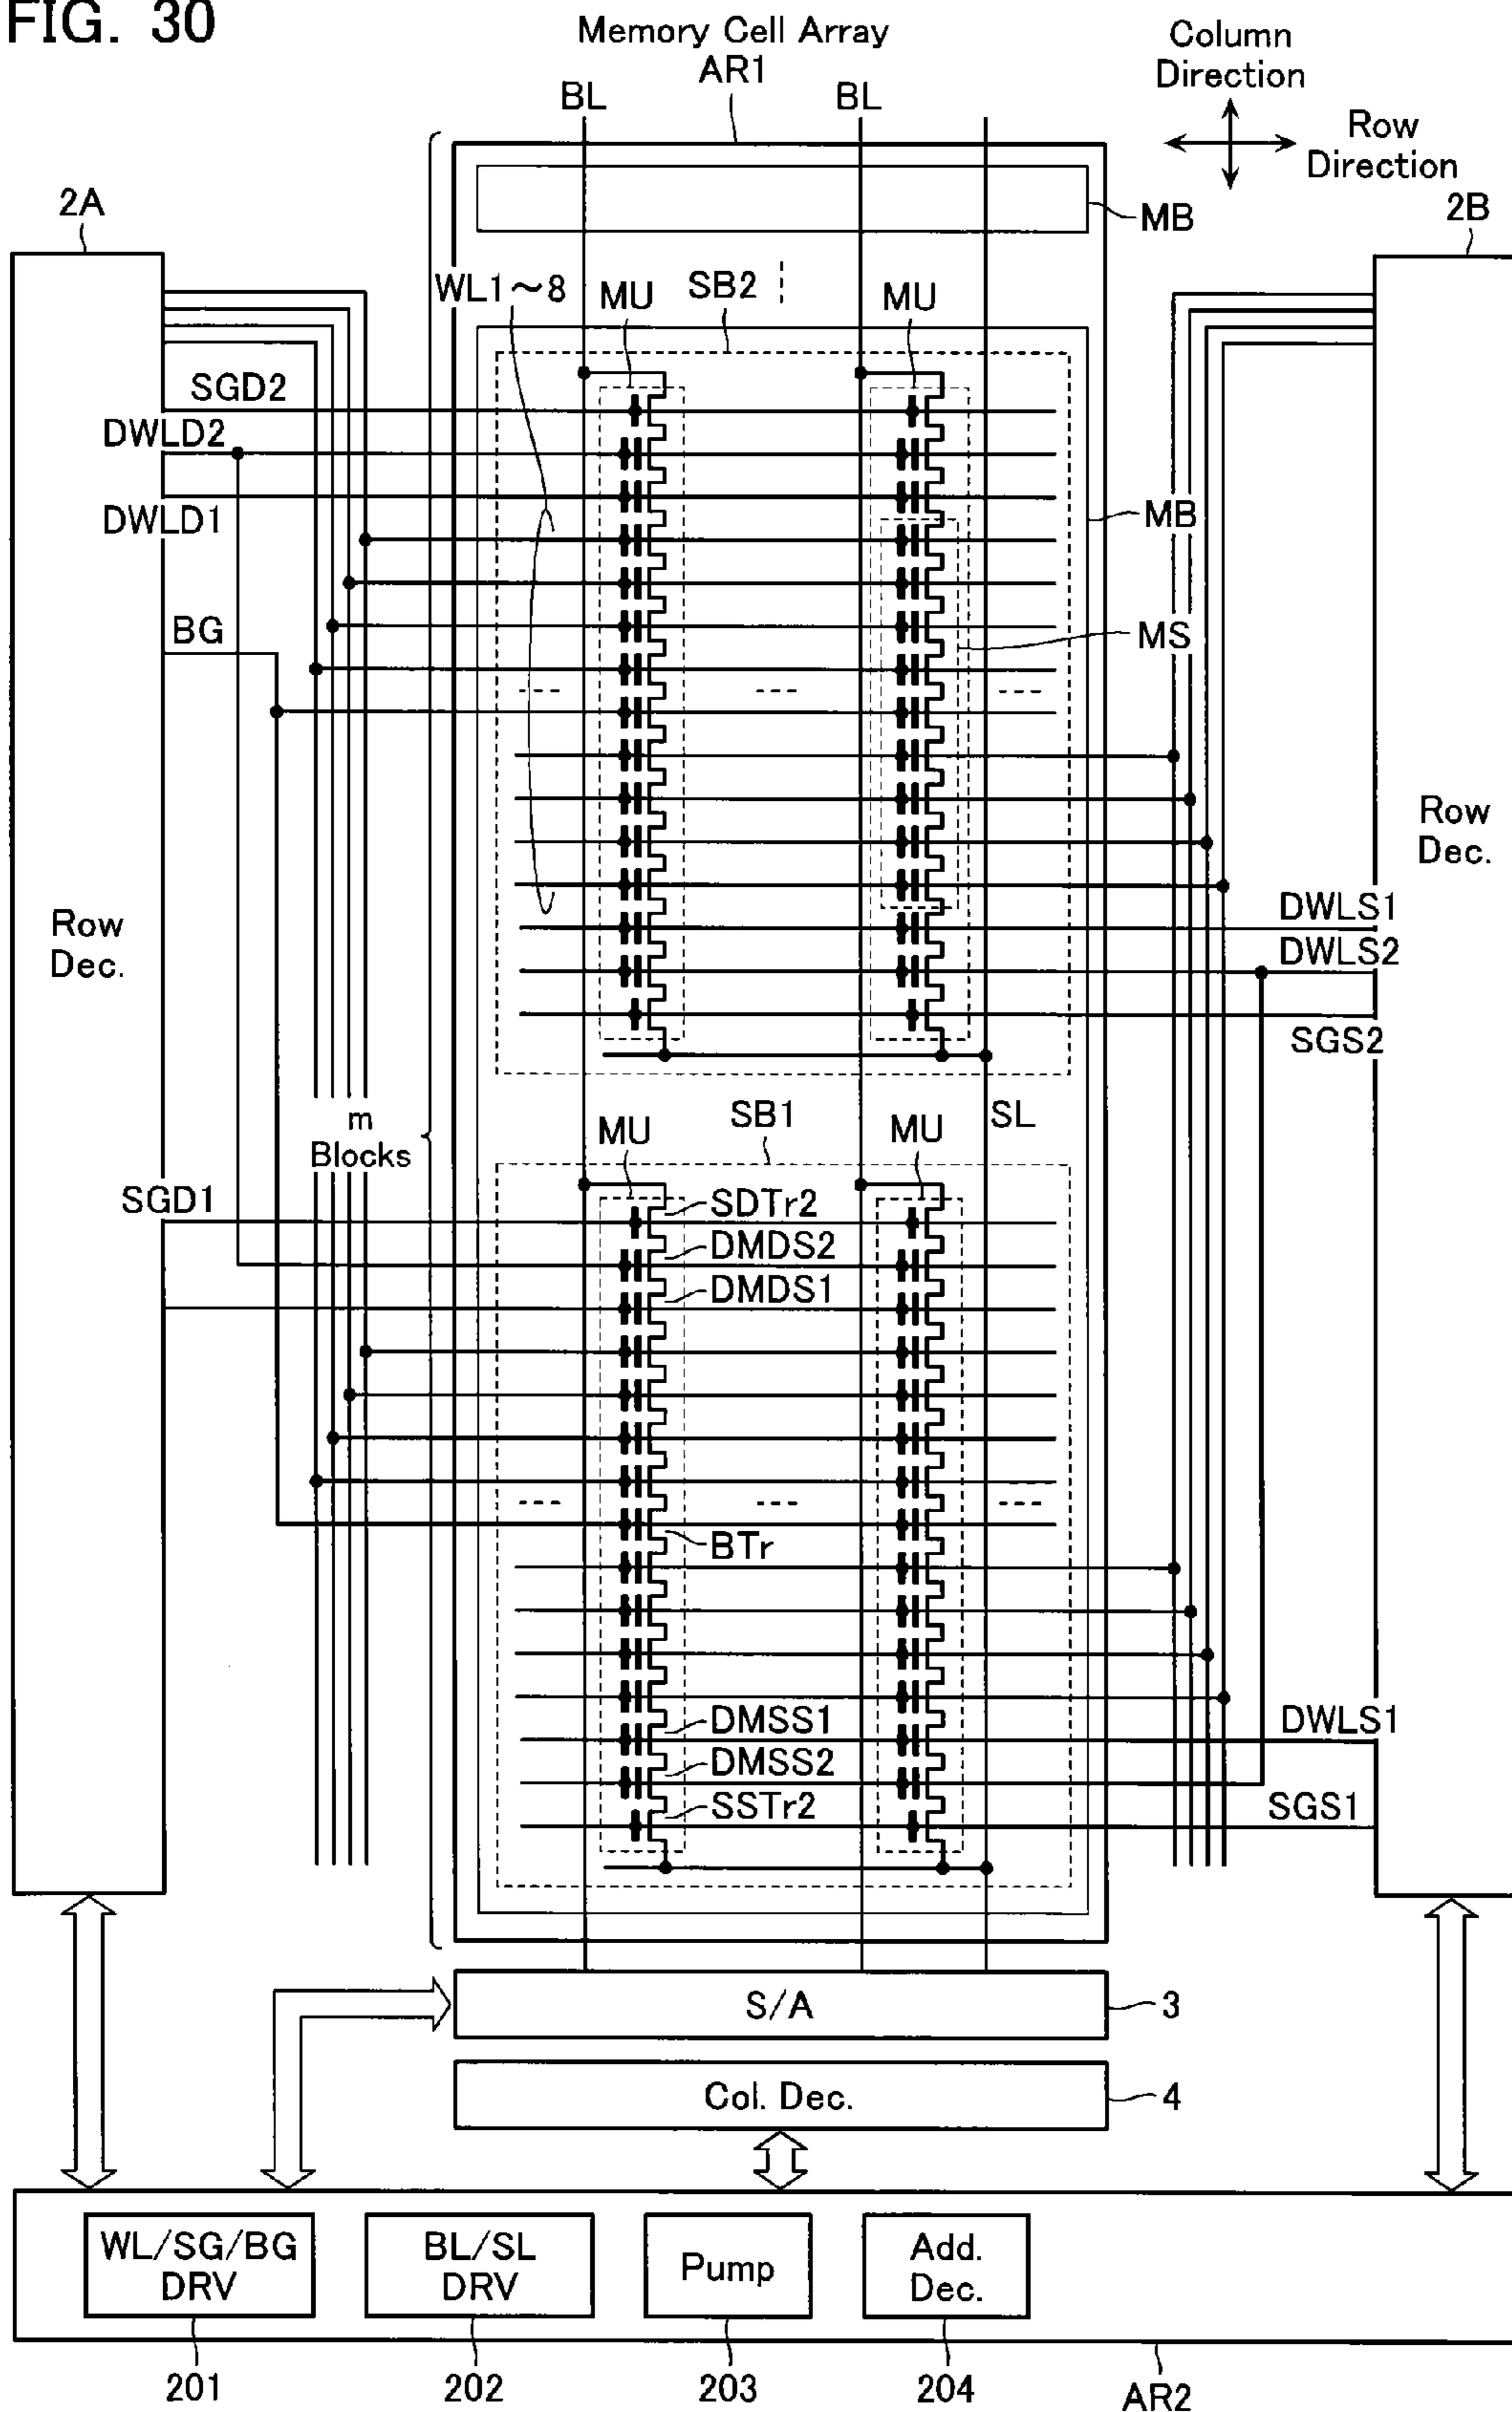 FIG. 30
Memory Cell Array
AR1
Column
Direction
Row
Direction
BL
BL
2A
2B
MB
WL1～8
MU
SB2
MU
SGD2
DWLD2
DWLD1
MB
BG
MS
Row
Dec.
Row
Dec.
DWLS1
DWLS2
SGS2
m
Blocks
MU
SB1
MU
SL
SGD1
SDTr2
DMDS2
DMDS1
BTr
DMSS1
DWLS1
DMSS2
SSTr2
SGS1
S/A
3
Col. Dec.
4
WL/SG/BG
DRV
BL/SL
DRV
Pump
Add.
Dec.
201
202
203
204
AR2